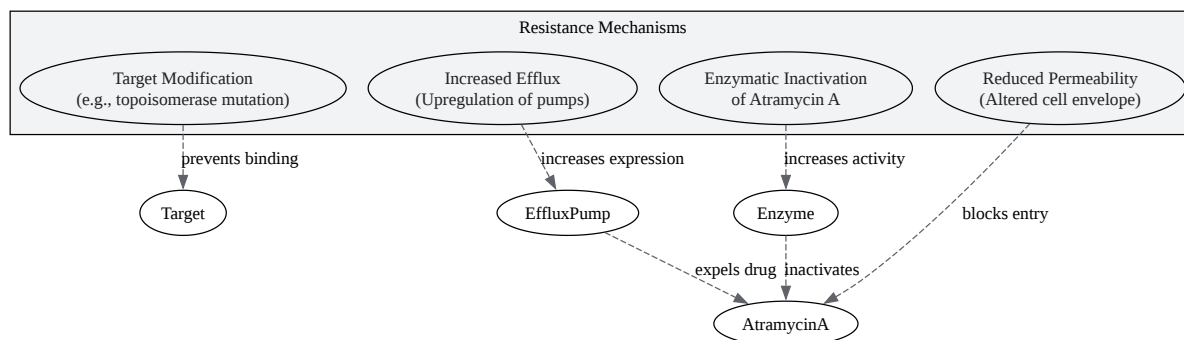 Resistance Mechanisms
Target Modification
(e.g., topoisomerase mutation)
Increased Efflux
(Upregulation of pumps)
Enzymatic Inactivation
of Atramycin A
Reduced Permeability
(Altered cell envelope)
prevents binding
increases expression
increases activity
Target
EffluxPump
Enzyme
blocks entry
expels drug
inactivates
AtramycinA